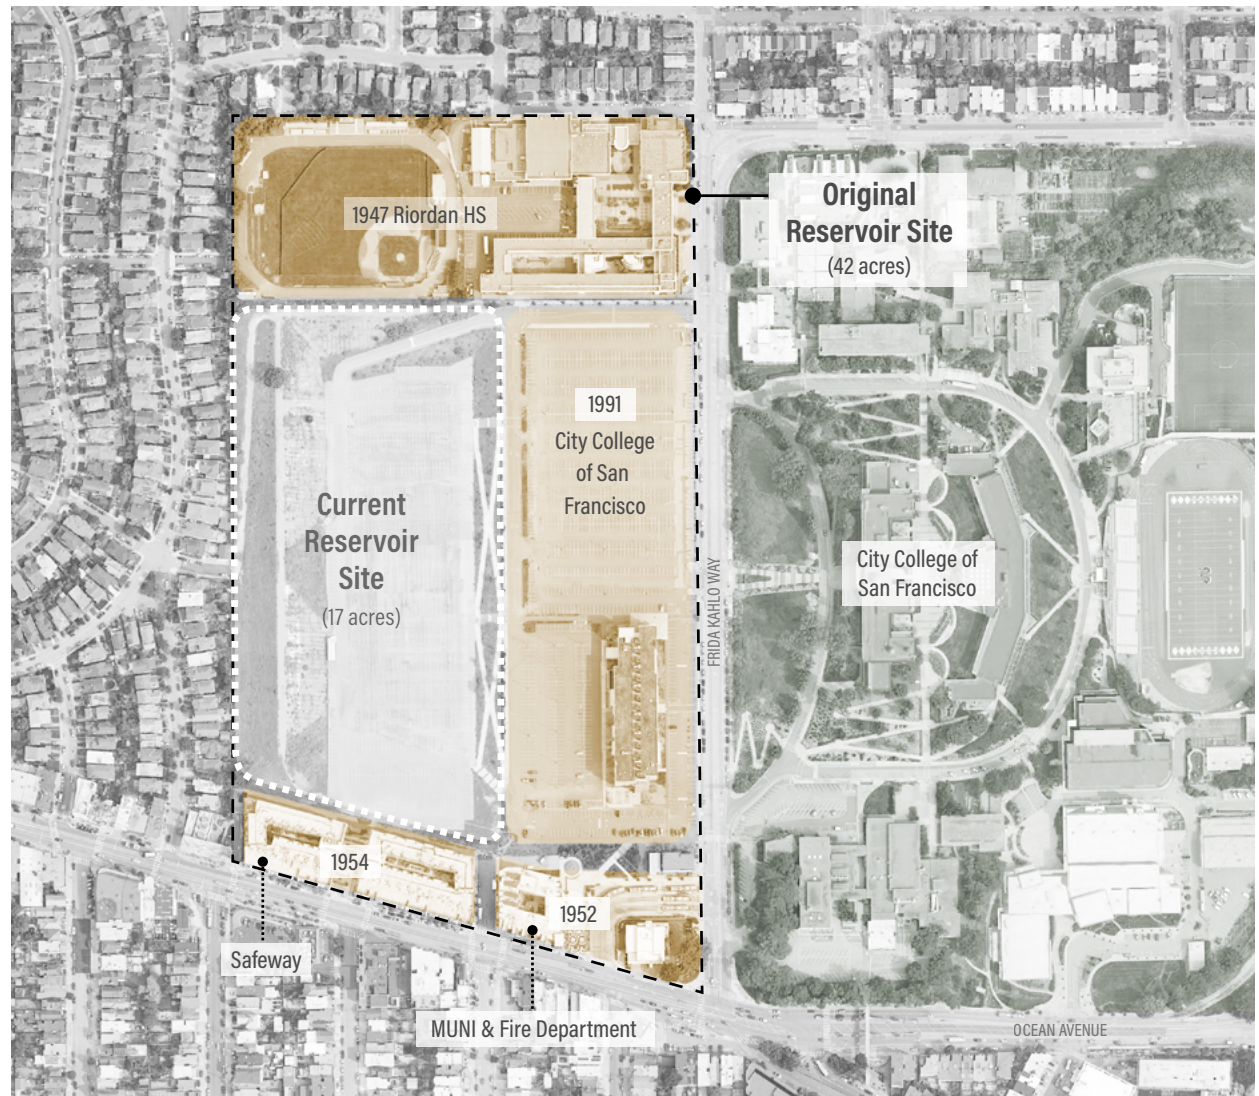 1947 Riordan HS
Original
Reservoir Site
(42 acres)
1991
City College
of San
Francisco
Current
Reservoir
Site
(17 acres)
FRIDA KAHLO WAY
City College of
San Francisco
1954
1952
Safeway
MUNI & Fire Department
OCEAN AVENUE